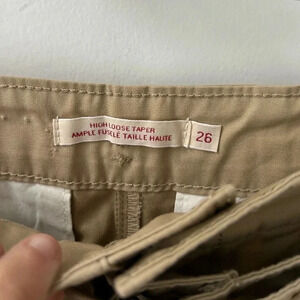 HIGH LOOSE TAPER
AMPLE FUSELÉ TAILLE HAUTE
26